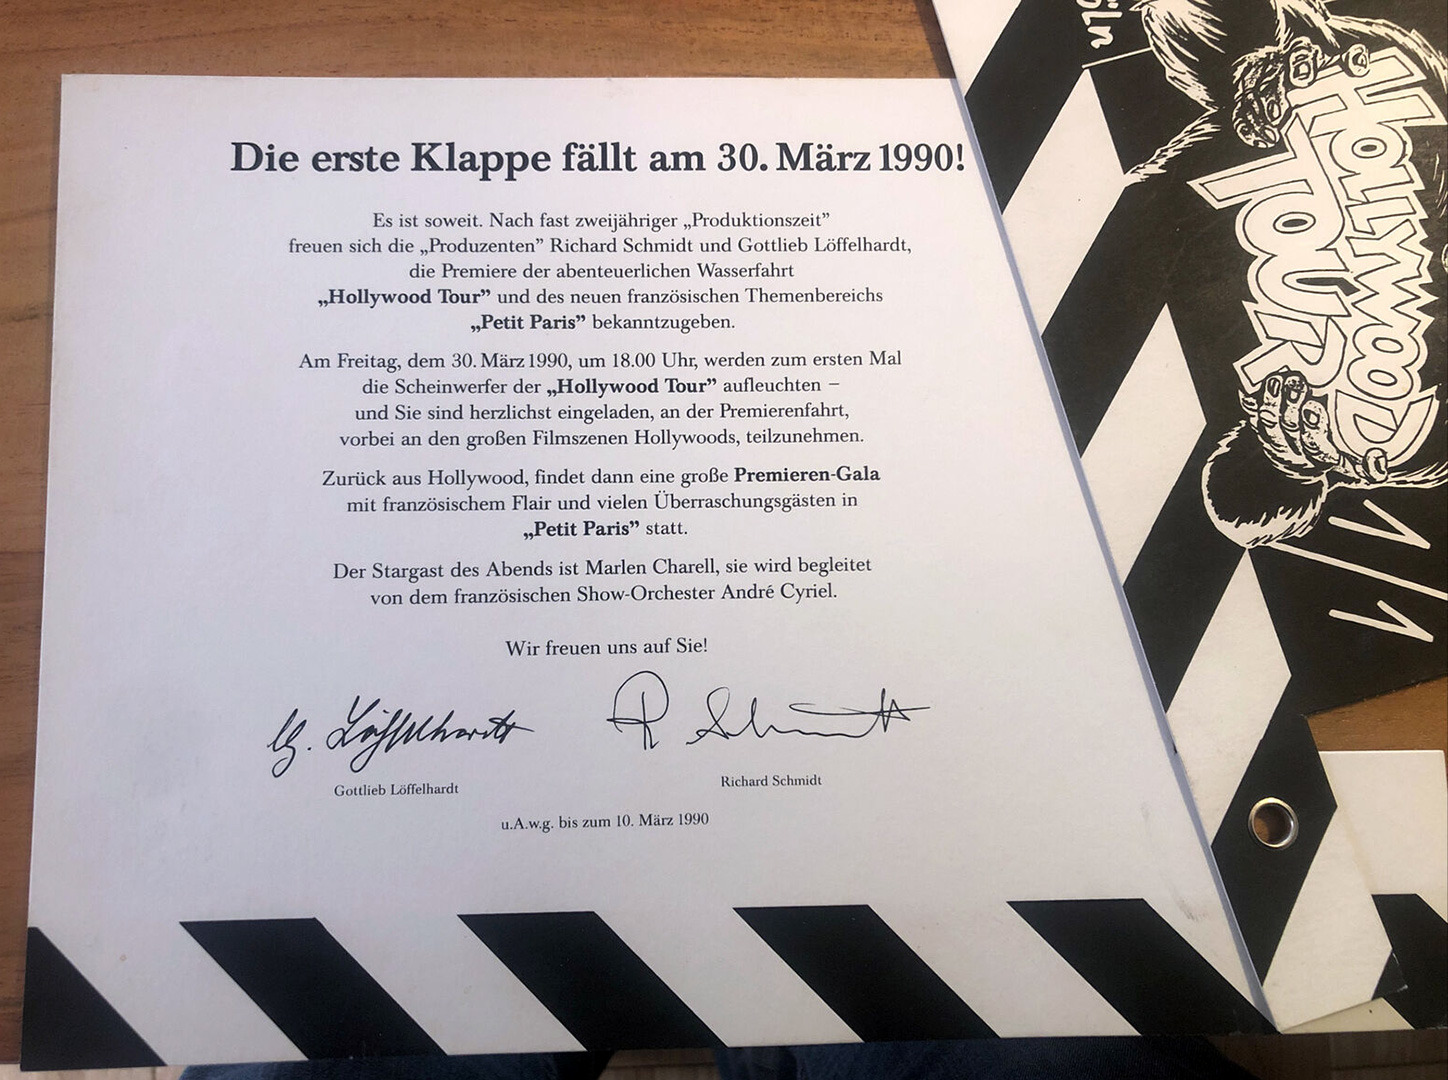 Die erste Klappe fällt am 30. März 1990!
Es ist soweit. Nach fast zweijähriger „Produktionszeit”
freuen sich die „Produzenten” Richard Schmidt und Gottlieb Löffelhardt,
die Premiere der abenteuerlichen Wasserfahrt
„Hollywood Tour” und des neuen französischen Themenbereichs
„Petit Paris” bekanntzugeben.
Am Freitag, dem 30. März 1990, um 18.00 Uhr, werden zum ersten Mal
die Scheinwerfer der „Hollywood Tour” aufleuchten –
und Sie sind herzlichst eingeladen, an der Premierenfahrt,
vorbei an den großen Filmszenen Hollywoods, teilzunehmen.
Zurück aus Hollywood, findet dann eine große Premieren-Gala
mit französischem Flair und vielen Überraschungsgästen in
„Petit Paris” statt.
Der Stargast des Abends ist Marlen Charell, sie wird begleitet
von dem französischen Show-Orchester André Cyriel.
Wir freuen uns auf Sie!
G. Löffelhardt
R Schmidt
Gottlieb Löffelhardt
Richard Schmidt
u.A.w.g. bis zum 10. März 1990
HOLLYWOOD
TOUR
1/1